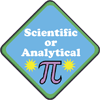 Scientific
or
Analytical
π